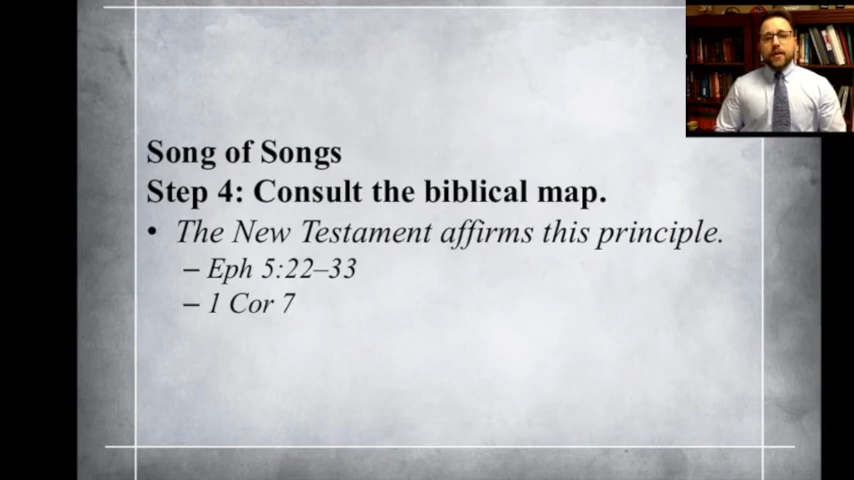 Song of Songs
Step 4: Consult the biblical map.
• The New Testament affirms this principle.
– Eph 5:22–33
– 1 Cor 7